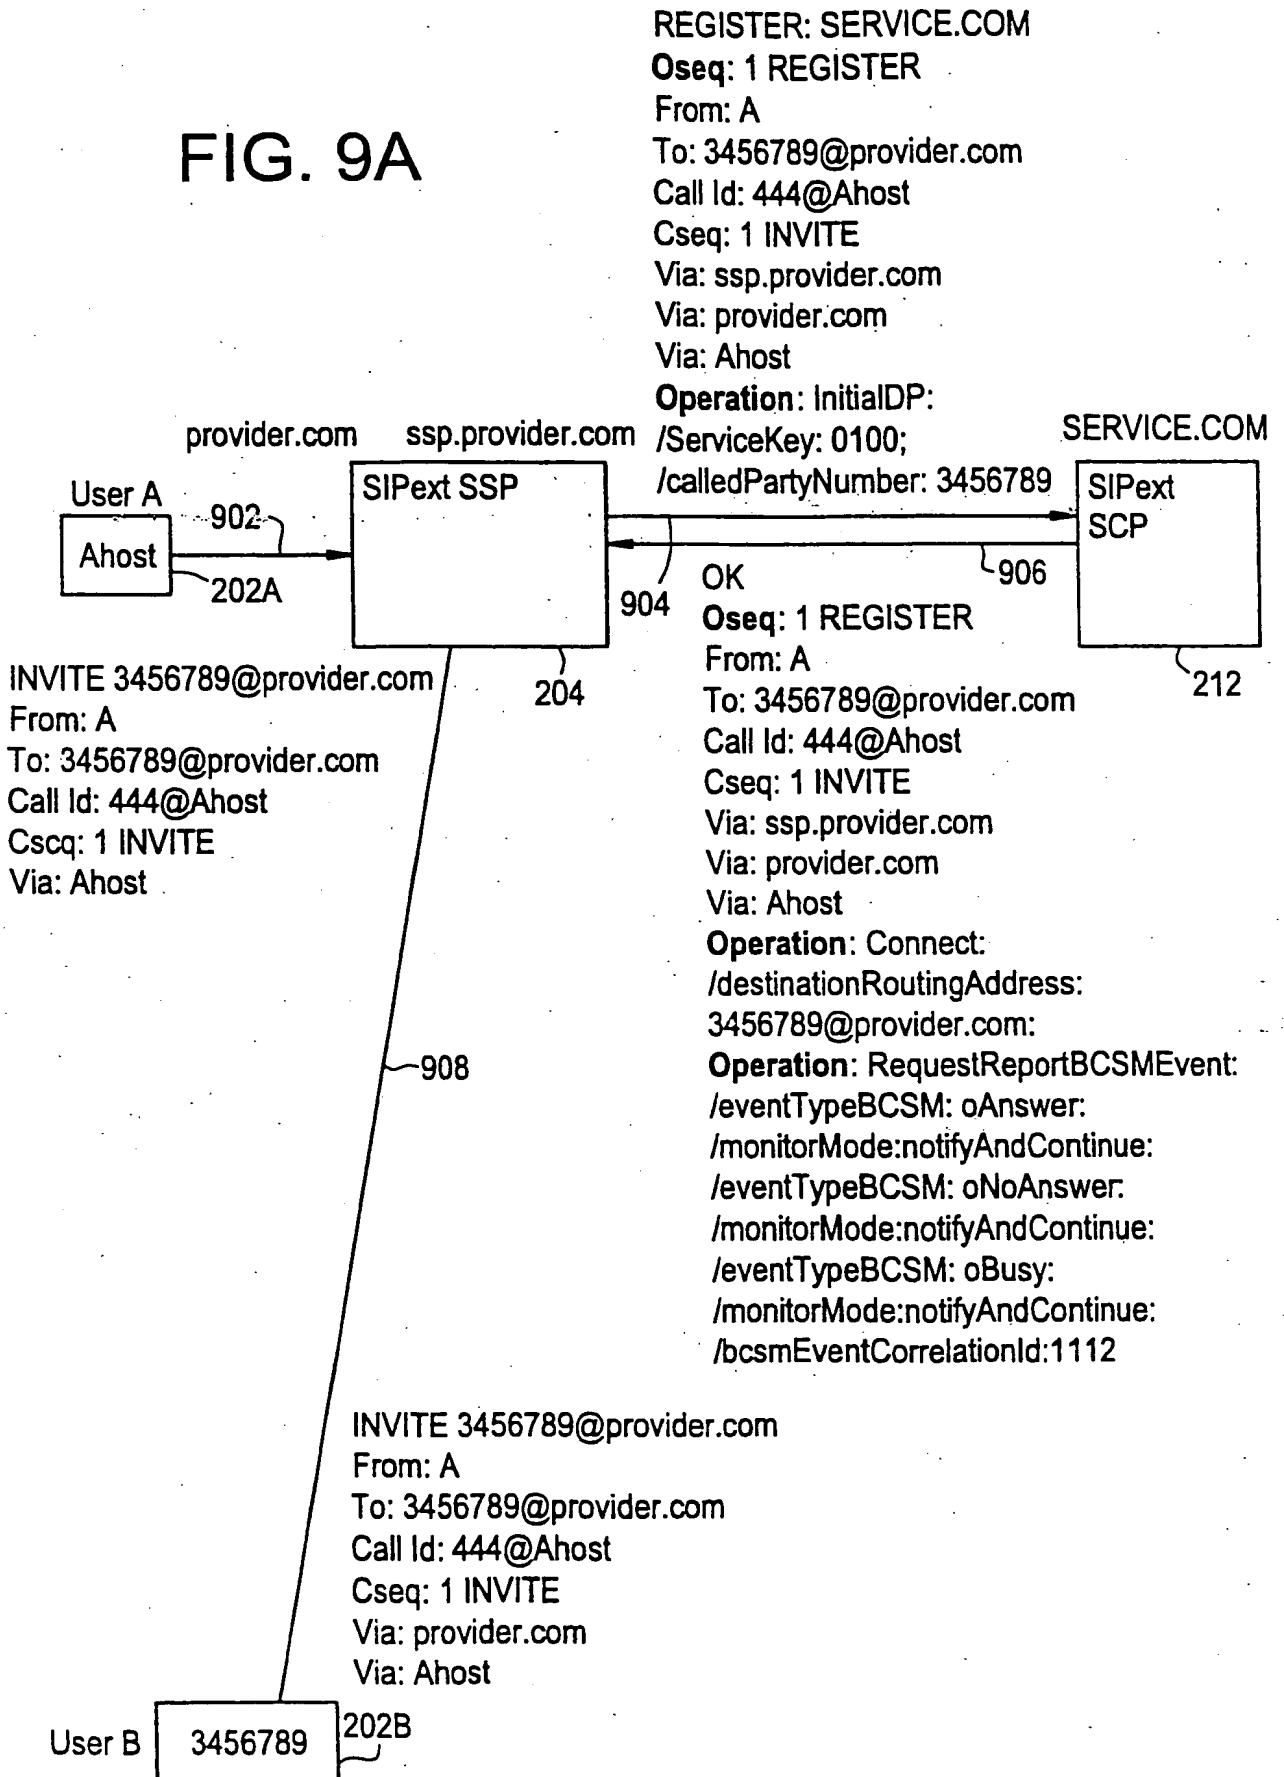 FIG. 9A
REGISTER: SERVICE.COM
Oseq: 1 REGISTER
From: A
To: 3456789@provider.com
Call Id: 444@Ahost
Cseq: 1 INVITE
Via: ssp.provider.com
Via: provider.com
Via: Ahost
Operation: InitialDP:
/ServiceKey: 0100;
/calledPartyNumber: 3456789
provider.com
ssp.provider.com
SERVICE.COM
User A
Ahost
902
202A
SIPext SSP
204
904
906
SIPext
SCP
212
INVITE 3456789@provider.com
From: A
To: 3456789@provider.com
Call Id: 444@Ahost
Cscq: 1 INVITE
Via: Ahost
OK
Oseq: 1 REGISTER
From: A
To: 3456789@provider.com
Call Id: 444@Ahost
Cseq: 1 INVITE
Via: ssp.provider.com
Via: provider.com
Via: Ahost
Operation: Connect:
/destinationRoutingAddress:
3456789@provider.com:
Operation: RequestReportBCSMEvent:
/eventTypeBCSM: oAnswer:
/monitorMode:notifyAndContinue:
/eventTypeBCSM: oNoAnswer:
/monitorMode:notifyAndContinue:
/eventTypeBCSM: oBusy:
/monitorMode:notifyAndContinue:
/bcsmEventCorrelationId:1112
908
INVITE 3456789@provider.com
From: A
To: 3456789@provider.com
Call Id: 444@Ahost
Cseq: 1 INVITE
Via: provider.com
Via: Ahost
User B
3456789
202B